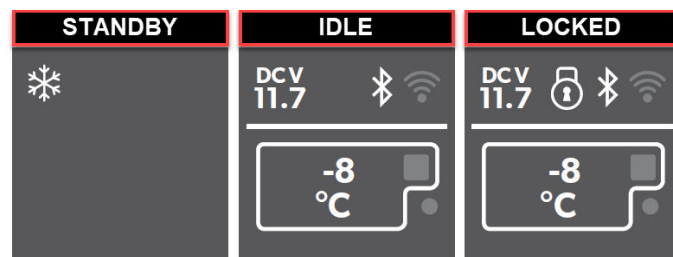 STANDBY
IDLE
DC V
11.7
-8
°C
LOCKED
DC V
11.7
-8
°C